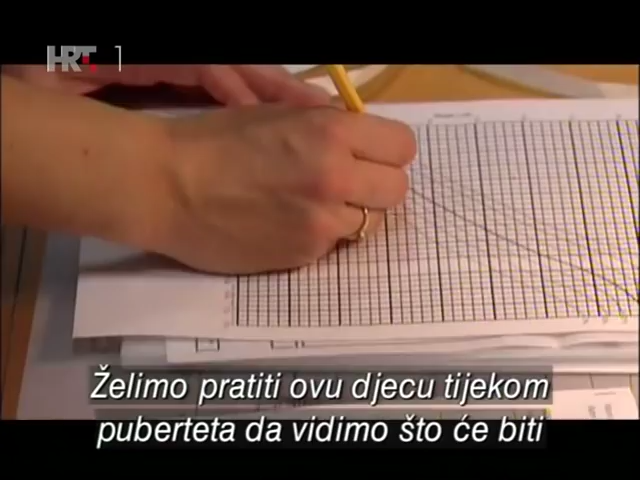 HRT 1
Želimo pratiti ovu djecu tijekom
puberteta da vidimo što će biti